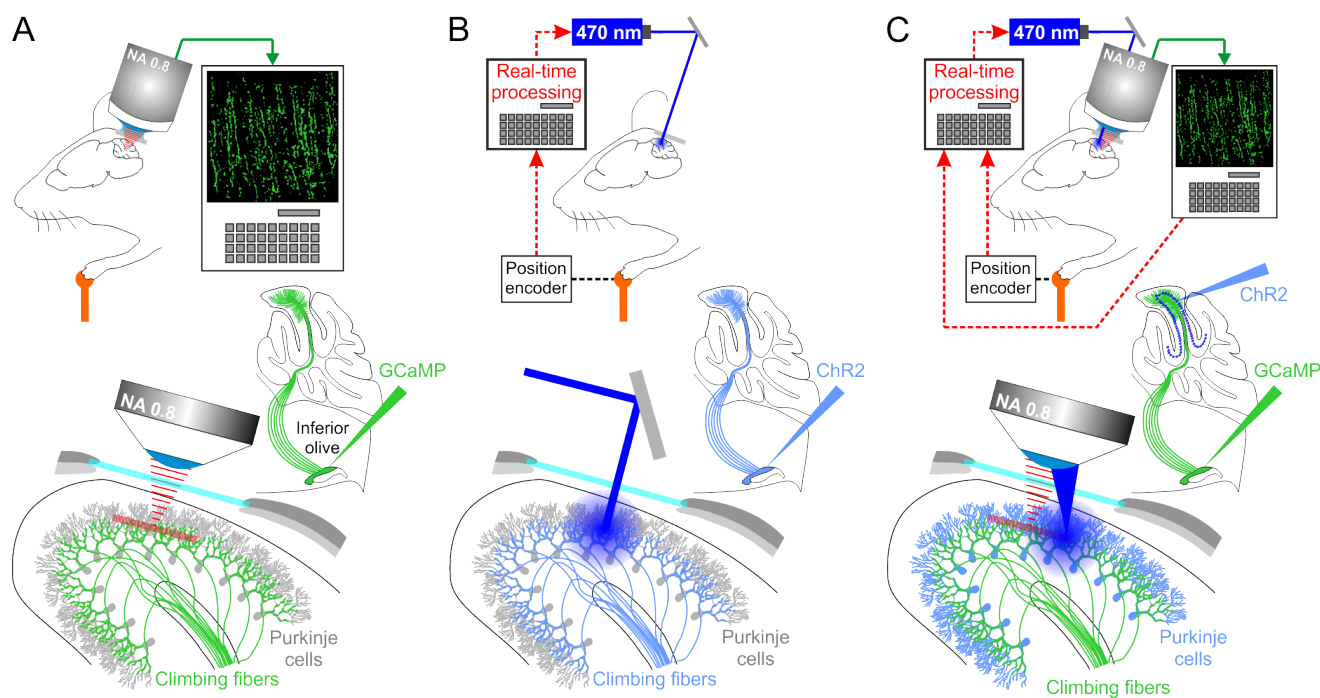 A
NA 0.8
GCaMP
NA 0.8
Inferior
olive
Purkinje
cells
Climbing fibers
B
470 nm
Real-time
processing
Position
encoder
ChR2
Purkinje
cells
Climbing fibers
C
470 nm
NA 0.8
Real-time
processing
Position
encoder
ChR2
GCaMP
NA 0.8
Purkinje
cells
Climbing fibers